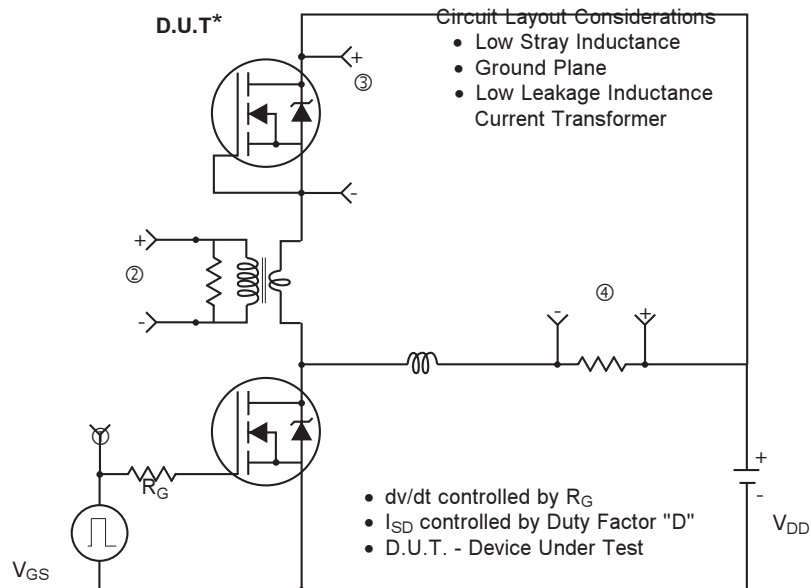 D.U.T*
Circuit Layout Considerations
• Low Stray Inductance
• Ground Plane
• Low Leakage Inductance
Current Transformer
+
③
-
+
②
-
④
-
+
①
R_G
+
-
V_DD
• dv/dt controlled by R_G
• I_SD controlled by Duty Factor "D"
• D.U.T. - Device Under Test
V_GS